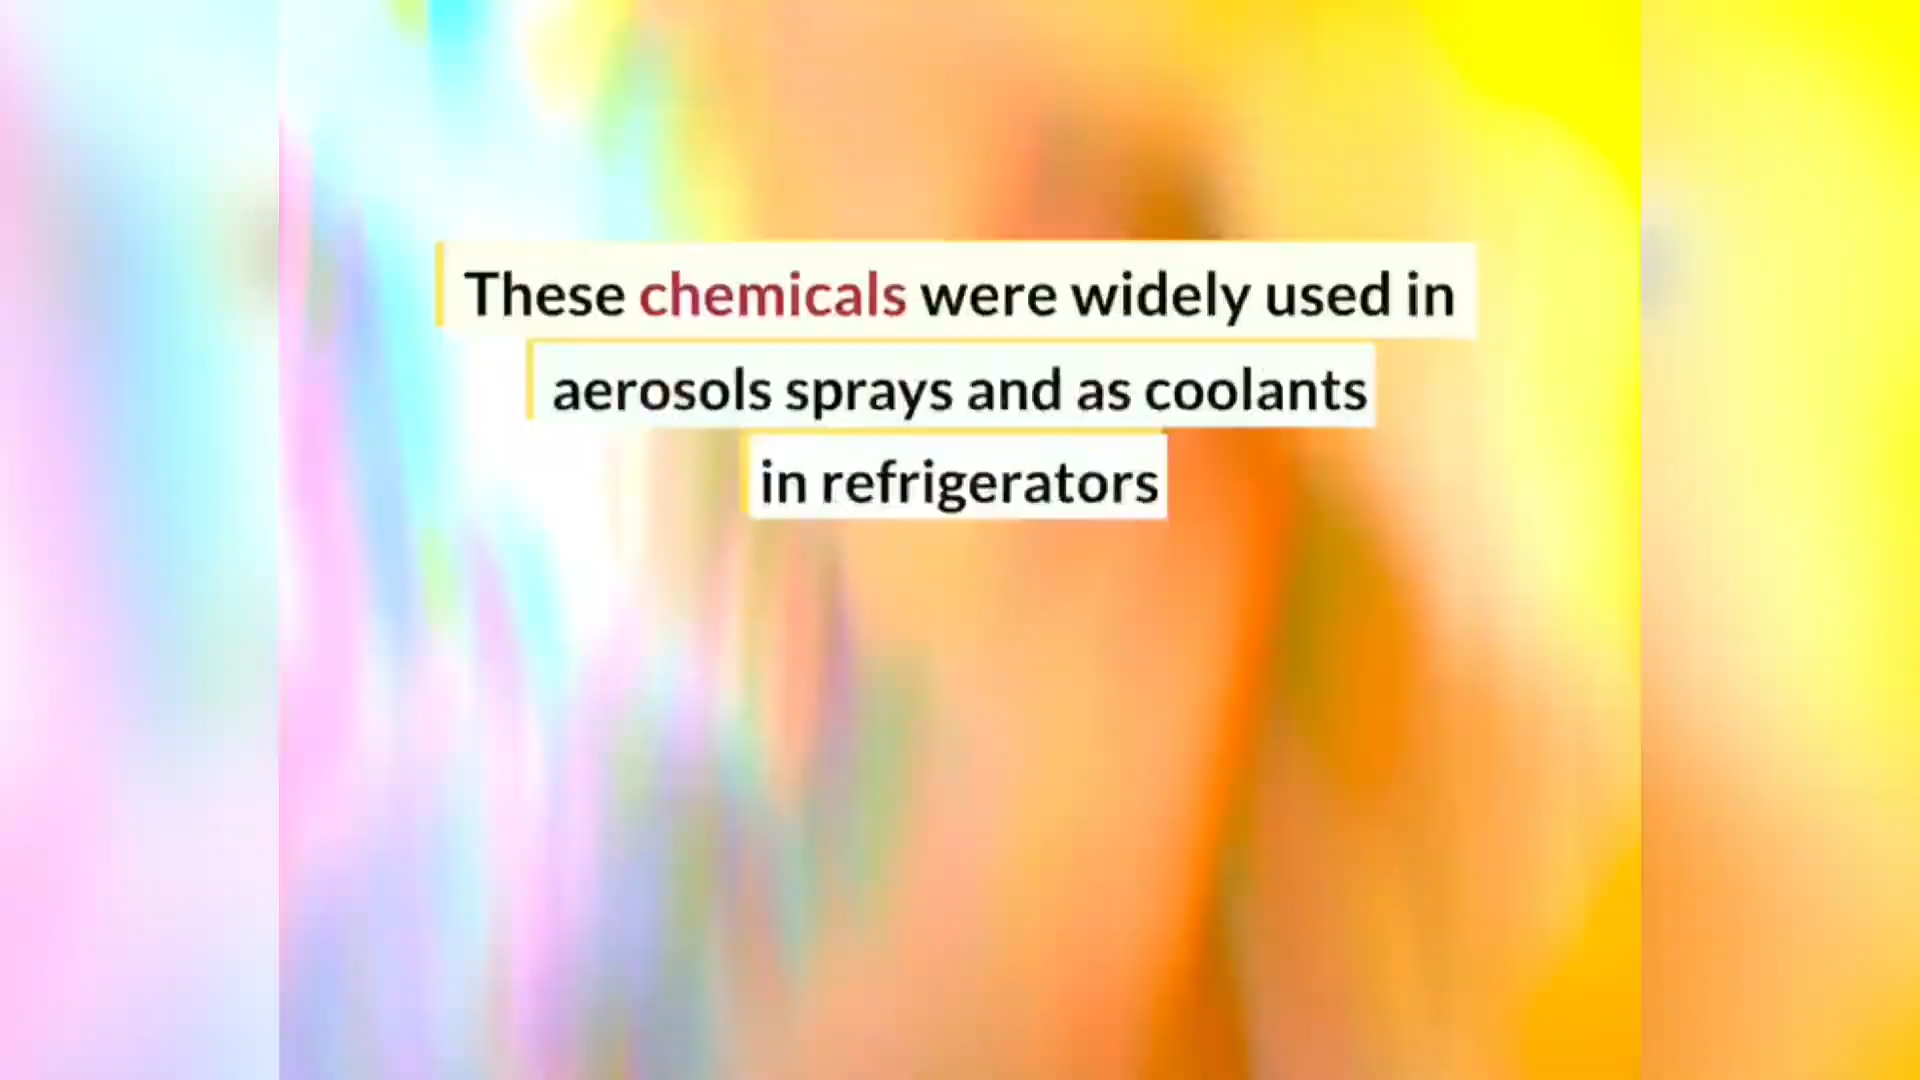 These chemicals were widely used in
aerosols sprays and as coolants
in refrigerators